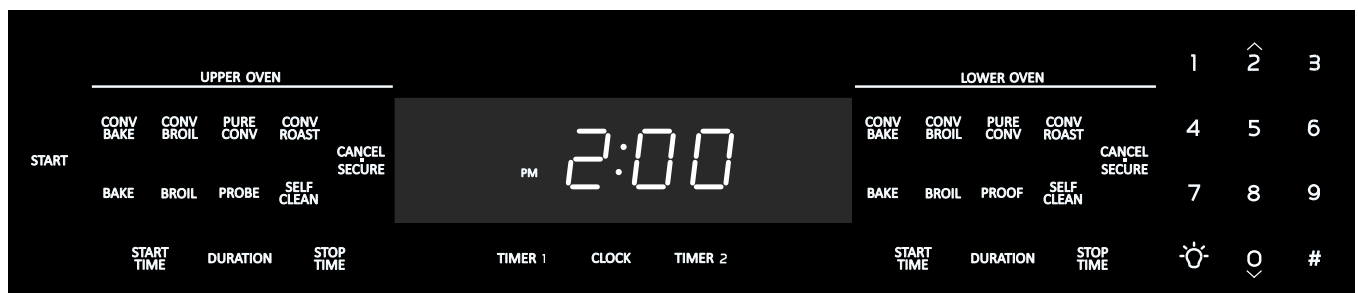 UPPER OVEN
LOWER OVEN
1 2 3
CONV BAKE
CONV BROIL
PURE CONV
CONV ROAST
CONV BAKE
CONV BROIL
PURE CONV
CONV ROAST
4 5 6
START
CANCEL
SECURE
PM 2:00
CANCEL
SECURE
BAKE BROIL PROBE
SELF CLEAN
BAKE BROIL PROOF
SELF CLEAN
7 8 9
START TIME
DURATION
STOP TIME
TIMER 1
CLOCK
TIMER 2
START TIME
DURATION
STOP TIME
0 #